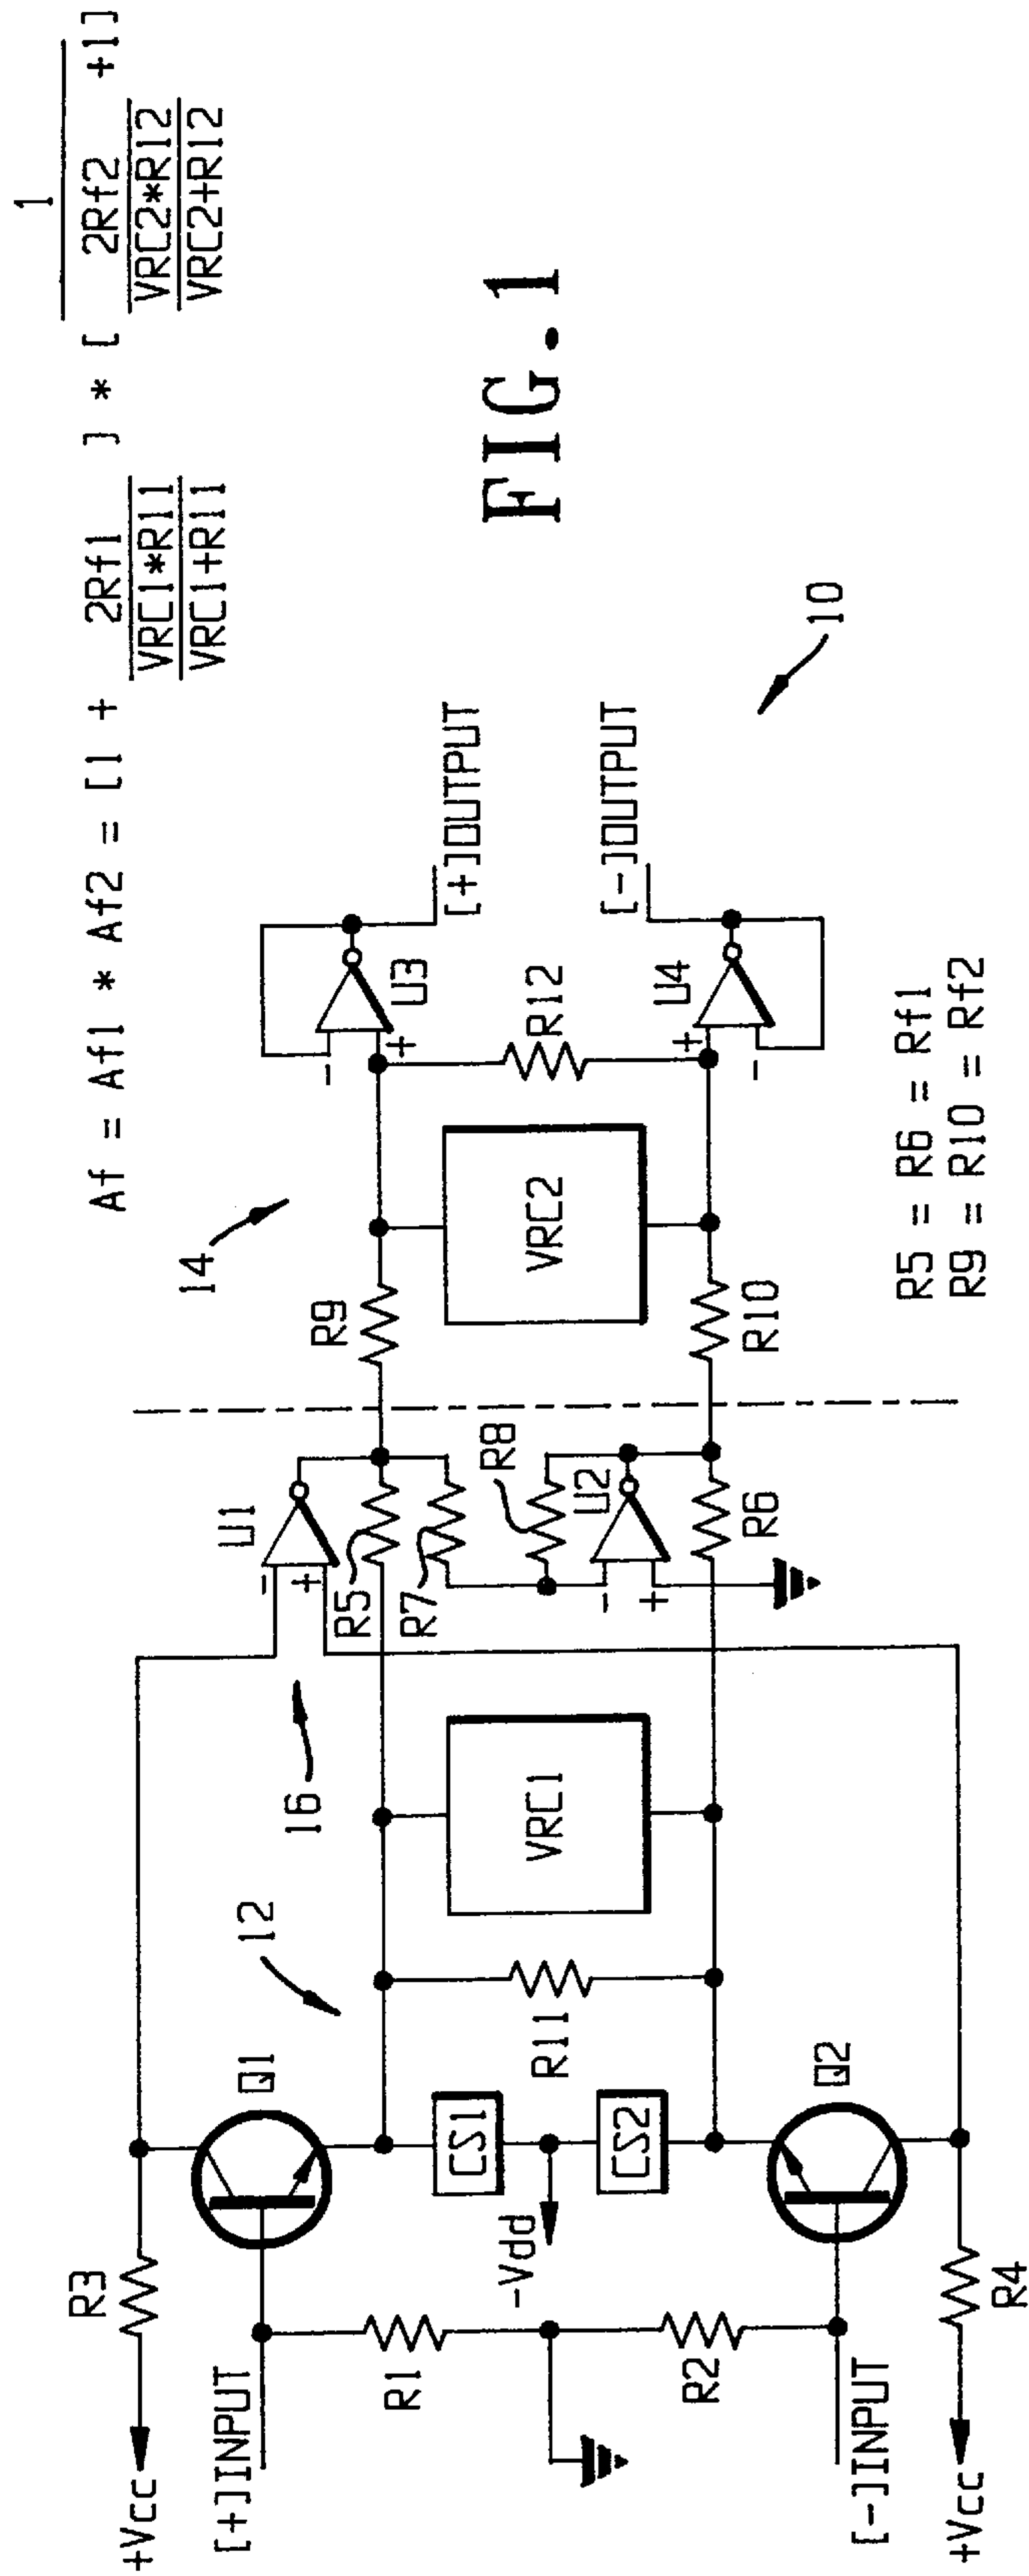 Af = Af1 * Af2 = [1 + 2Rf1 ] * [ 1
VRC1*R11
VRC1+R11
2Rf2 +1]
VRC2*R12
VRC2+R12
+Vcc
R3
[+]INPUT
Q1
12
16
U1
14
R9
U3
[+]OUTPUT
FIG. 1
R1
CS1
R11
VRC1
R5
R7
R8
VRC2
R12
-Vdd
R2
CS2
U2
U4
[-]OUTPUT
10
R6
R10
[-]INPUT
Q2
R4
+Vcc
-
+
-
+
-
+
+
-
R5 = R6 = Rf1
R9 = R10 = Rf2